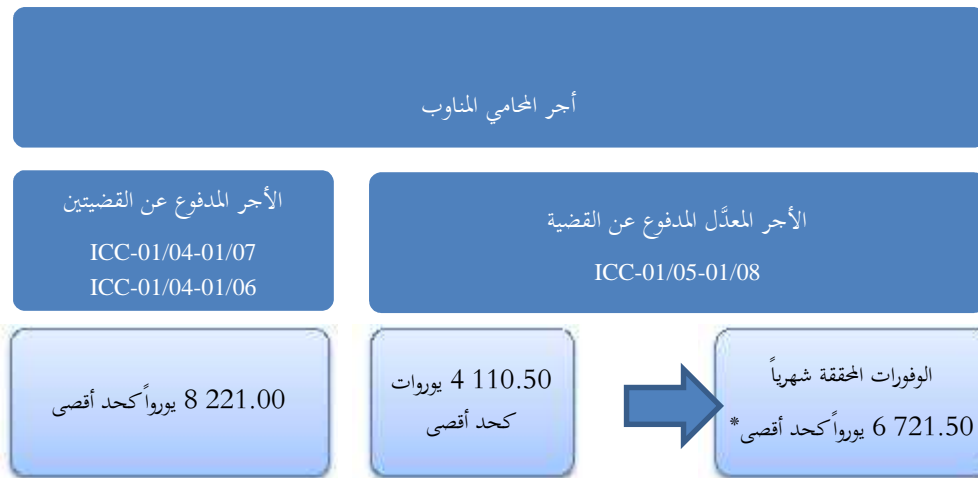 أجر المحامي المناوب
الأجر المعدَّل المدفوع عن القضية
ICC-01/05-01/08
الأجر المدفوع عن القضيتين
ICC-01/04-01/07
ICC-01/04-01/06
الوفورات المحققة شهرياً
6 721.50 يورواً كحد أقصى*
4 110.50 يوروات
كحد أقصى
8 221.00 يورواً كحد أقصى